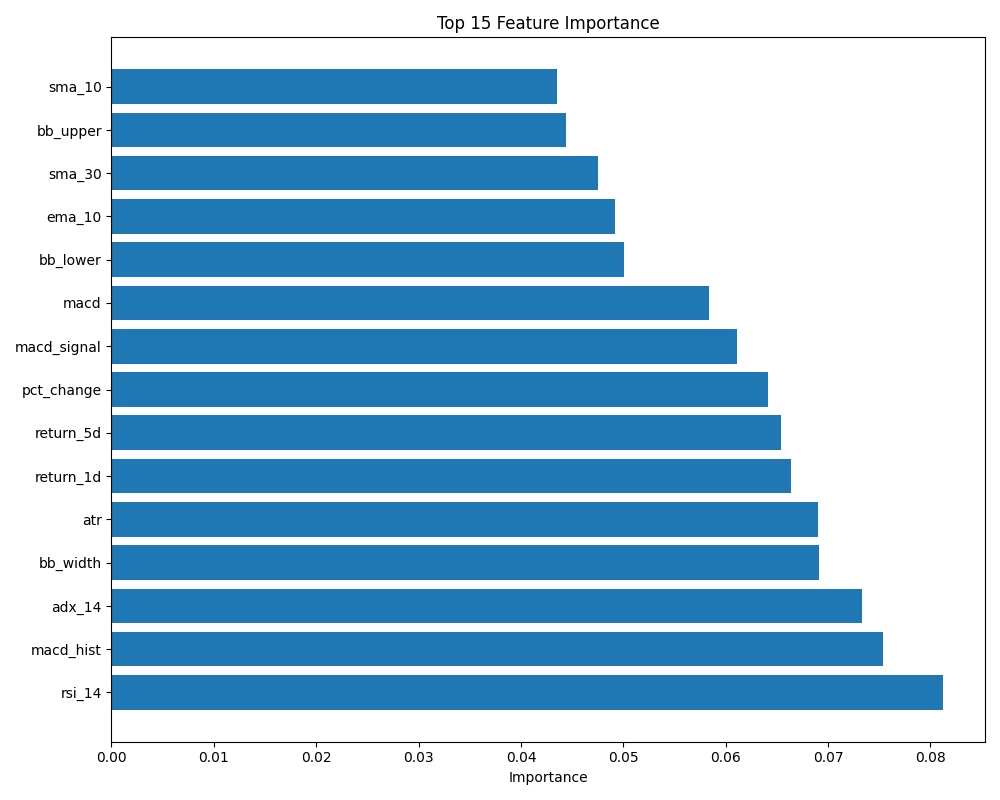 Top 15 Feature Importance
sma_10
bb_upper
sma_30
ema_10
bb_lower
macd
macd_signal
pct_change
return_5d
return_1d
atr
bb_width
adx_14
macd_hist
rsi_14
0.00 0.01 0.02 0.03 0.04 0.05 0.06 0.07 0.08
Importance